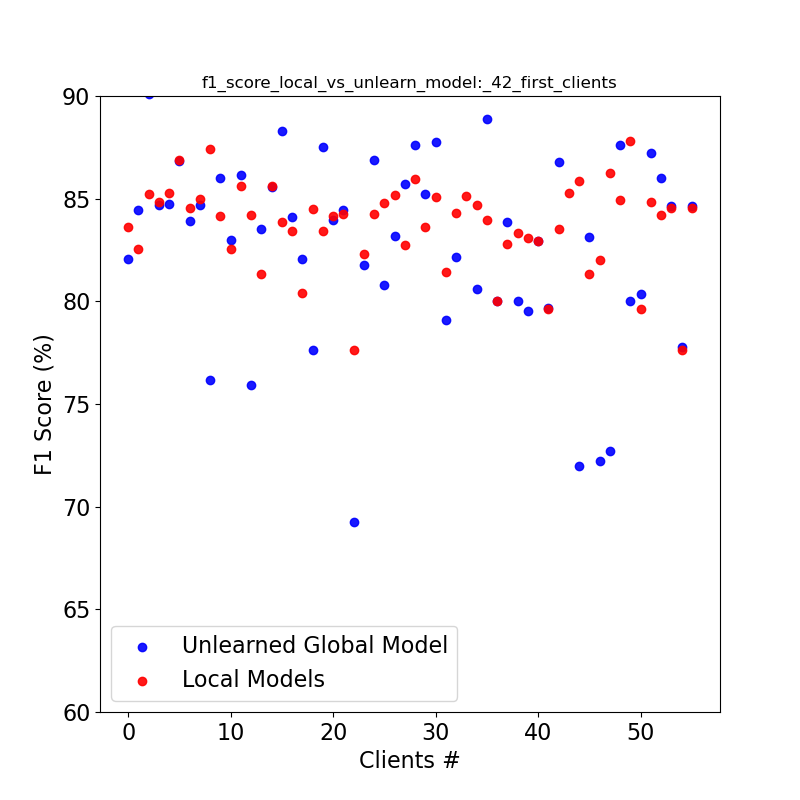 f1_score_local_vs_unlearn_model:_42_first_clients
90
85
80
75
70
65
60
F1 Score (%)
Unlearned Global Model
Local Models
0 10 20 30 40 50
Clients #